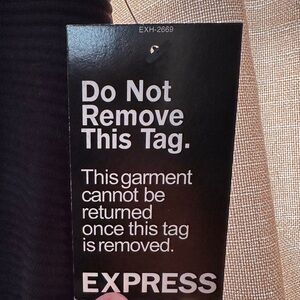 EXH-2669
Do Not
Remove
This Tag.
This garment
cannot be
returned
once this tag
is removed.
EXPRESS